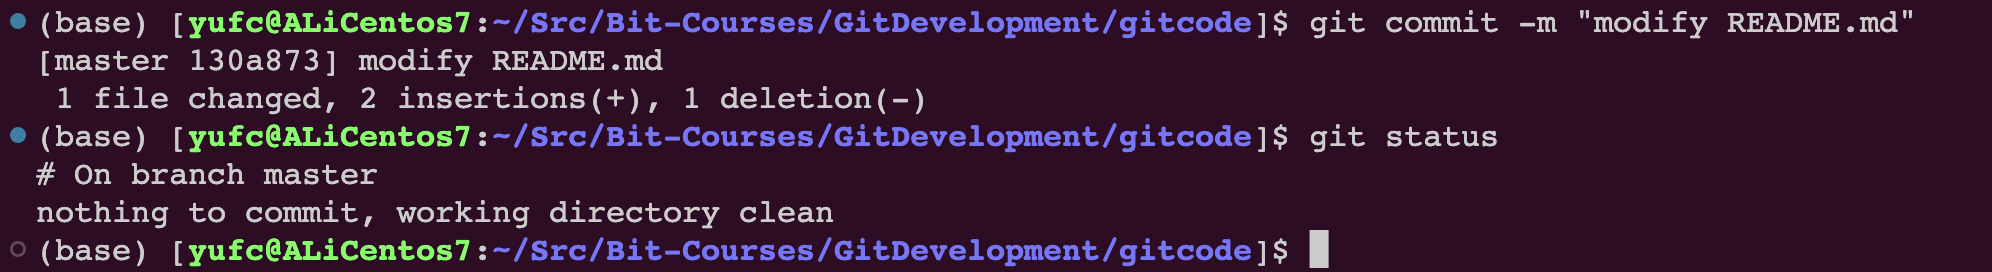 (base) [yufc@ALiCentos7:~/Src/Bit-Courses/GitDevelopment/gitcode]$ git commit -m "modify README.md"
[master 130a873] modify README.md
 1 file changed, 2 insertions(+), 1 deletion(-)
(base) [yufc@ALiCentos7:~/Src/Bit-Courses/GitDevelopment/gitcode]$ git status
# On branch master
nothing to commit, working directory clean
(base) [yufc@ALiCentos7:~/Src/Bit-Courses/GitDevelopment/gitcode]$